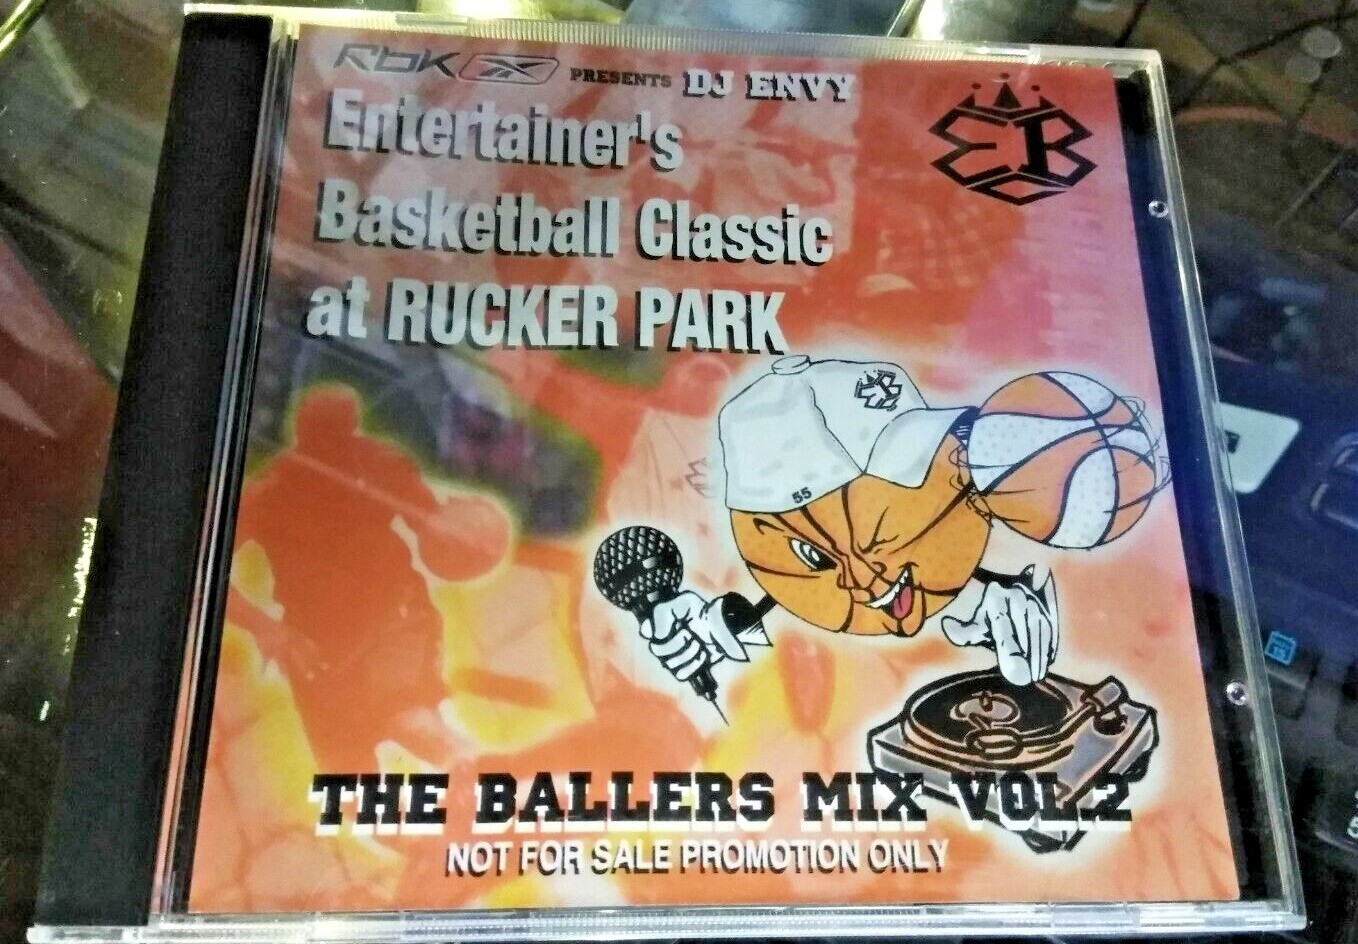 Rbk PRESENTS DJ ENVY
Entertainer's
Basketball Classic
at RUCKER PARK
EBC
55
THE BALLERS MIX VOL.2
NOT FOR SALE PROMOTION ONLY